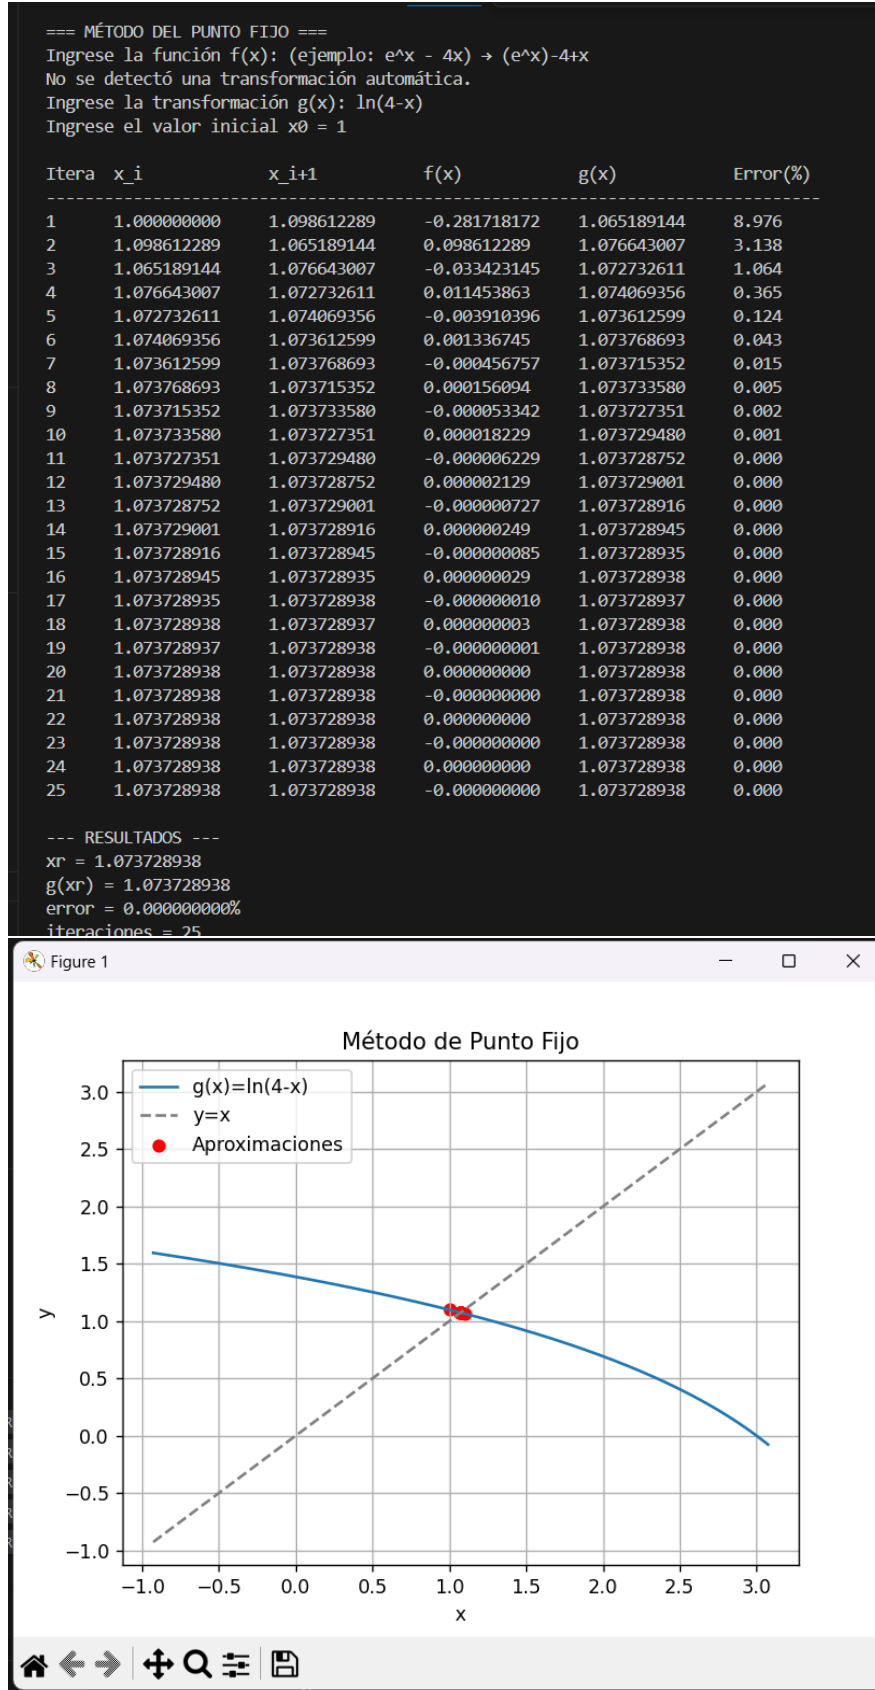 === MÉTODO DEL PUNTO FIJO ===
Ingrese la función f(x): (ejemplo: e^x - 4x) → (e^x)-4+x
No se detectó una transformación automática.
Ingrese la transformación g(x): ln(4-x)
Ingrese el valor inicial x0 = 1
Itera x_i x_i+1 f(x) g(x) Error(%)
--------------------------------------------------------------------------------
1 1.000000000 1.098612289 -0.281718172 1.065189144 8.976
2 1.098612289 1.065189144 0.098612289 1.076643007 3.138
3 1.065189144 1.076643007 -0.033423145 1.072732611 1.064
4 1.076643007 1.072732611 0.011453863 1.074069356 0.365
5 1.072732611 1.074069356 -0.003910396 1.073612599 0.124
6 1.074069356 1.073612599 0.001336745 1.073768693 0.043
7 1.073612599 1.073768693 -0.000456757 1.073715352 0.015
8 1.073768693 1.073715352 0.000156094 1.073733580 0.005
9 1.073715352 1.073733580 -0.000053342 1.073727351 0.002
10 1.073733580 1.073727351 0.000018229 1.073729480 0.001
11 1.073727351 1.073729480 -0.000006229 1.073728752 0.000
12 1.073729480 1.073728752 0.000002129 1.073729001 0.000
13 1.073728752 1.073729001 -0.000000727 1.073728916 0.000
14 1.073729001 1.073728916 0.000000249 1.073728945 0.000
15 1.073728916 1.073728945 -0.000000085 1.073728935 0.000
16 1.073728945 1.073728935 0.000000029 1.073728938 0.000
17 1.073728935 1.073728938 -0.000000010 1.073728937 0.000
18 1.073728938 1.073728937 0.000000003 1.073728938 0.000
19 1.073728937 1.073728938 -0.000000001 1.073728938 0.000
20 1.073728938 1.073728938 0.000000000 1.073728938 0.000
21 1.073728938 1.073728938 -0.000000000 1.073728938 0.000
22 1.073728938 1.073728938 0.000000000 1.073728938 0.000
23 1.073728938 1.073728938 -0.000000000 1.073728938 0.000
24 1.073728938 1.073728938 0.000000000 1.073728938 0.000
25 1.073728938 1.073728938 -0.000000000 1.073728938 0.000
--- RESULTADOS ---
xr = 1.073728938
g(xr) = 1.073728938
error = 0.000000000%
iteraciones = 25
Figure 1
Método de Punto Fijo
g(x)=ln(4-x)
y=x
Aproximaciones
3.0
2.5
2.0
1.5
1.0
0.5
0.0
−0.5
−1.0
y
−1.0 −0.5 0.0 0.5 1.0 1.5 2.0 2.5 3.0
x